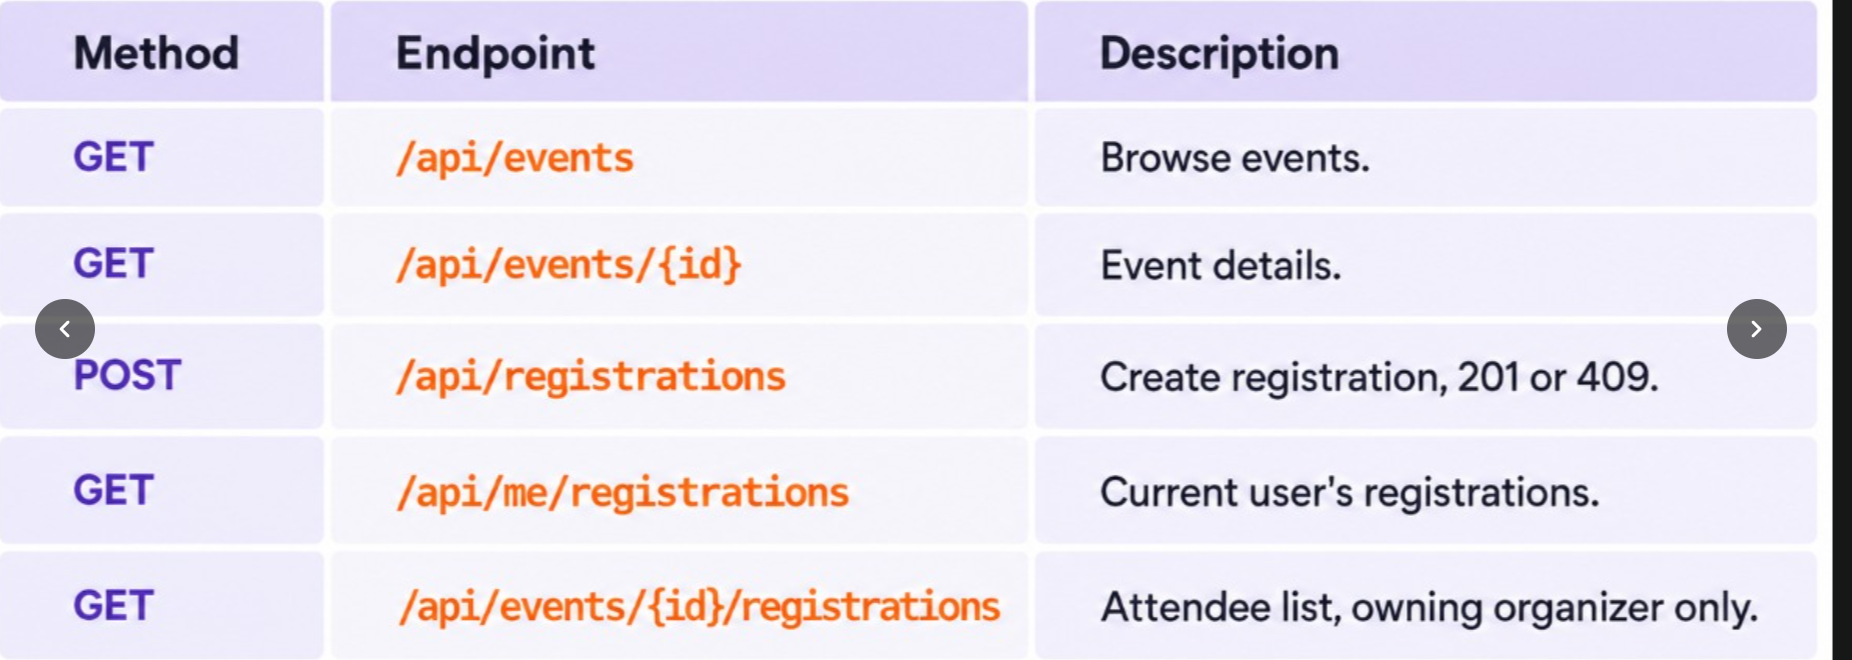 Method Endpoint Description
GET /api/events Browse events.
GET /api/events/{id} Event details.
POST /api/registrations Create registration, 201 or 409.
GET /api/me/registrations Current user's registrations.
GET /api/events/{id}/registrations Attendee list, owning organizer only.